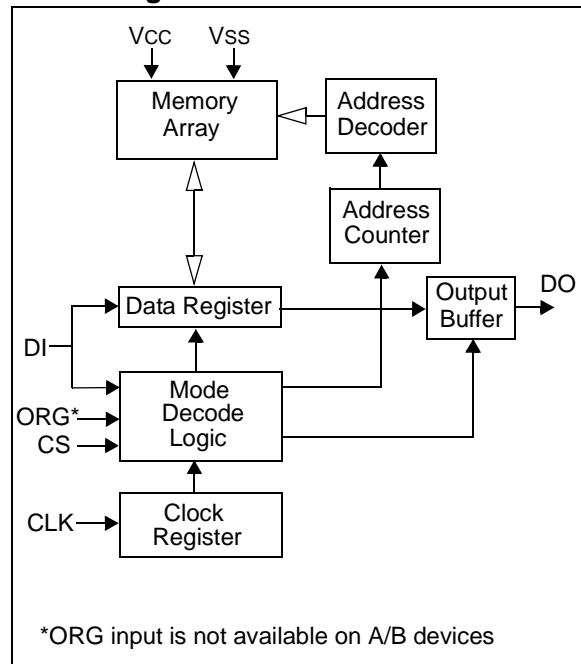 VCC
VSS
Memory
Array
Address
Decoder
Address
Counter
Data Register
Output
Buffer
DO
DI
Mode
Decode
Logic
ORG*
CS
CLK
Clock
Register
*ORG input is not available on A/B devices